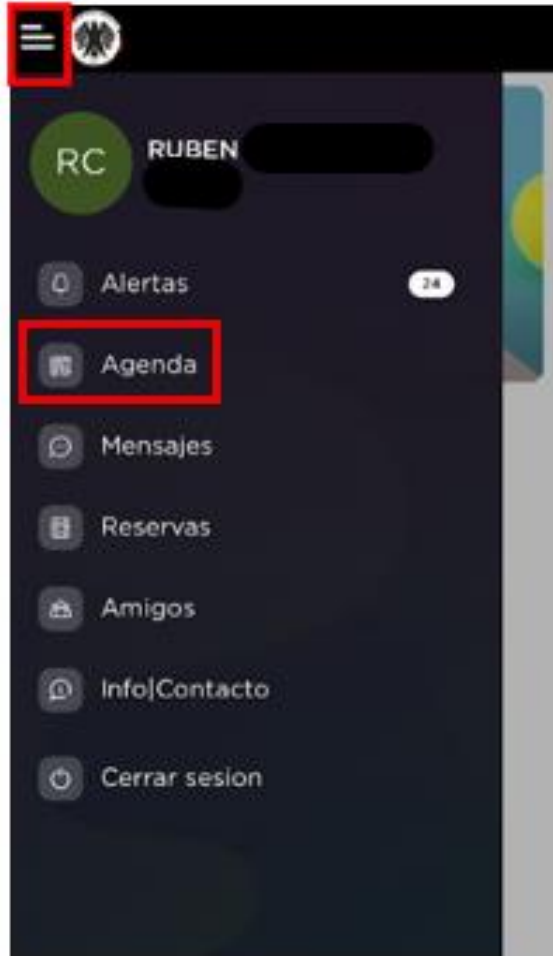 RC
RUBEN
Alertas
24
Agenda
Mensajes
Reservas
Amigos
Info|Contacto
Cerrar sesion